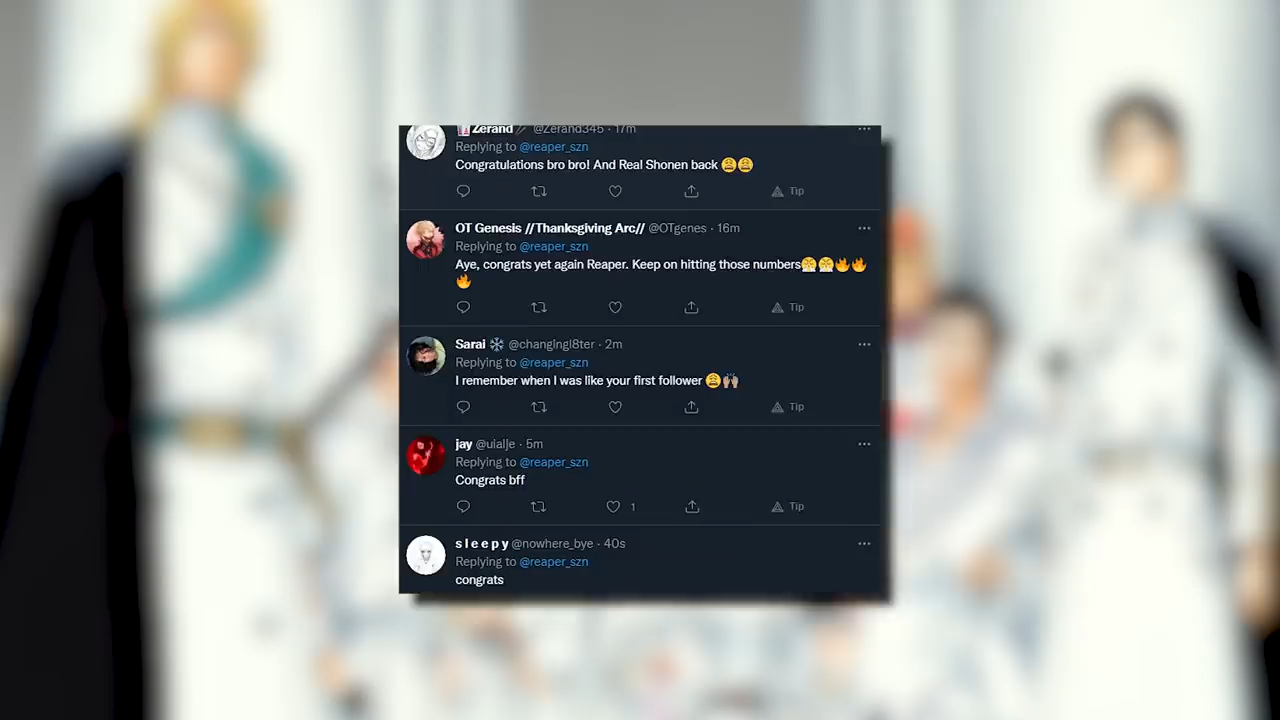 Zerand @Zerand345 · 17m
Replying to @reaper_szn
Congratulations bro bro! And Real Shonen back 😩😩
Tip
OT Genesis //Thanksgiving Arc// @OTgenes · 16m
Replying to @reaper_szn
Aye, congrats yet again Reaper. Keep on hitting those numbers😤😤🔥🔥
🔥
Tip
Sarai ❄️ @changingl8ter · 2m
Replying to @reaper_szn
I remember when I was like your first follower 😩🙌🏽
Tip
jay @uialje · 5m
Replying to @reaper_szn
Congrats bff
1 Tip
s l e e p y @nowhere_bye · 40s
Replying to @reaper_szn
congrats